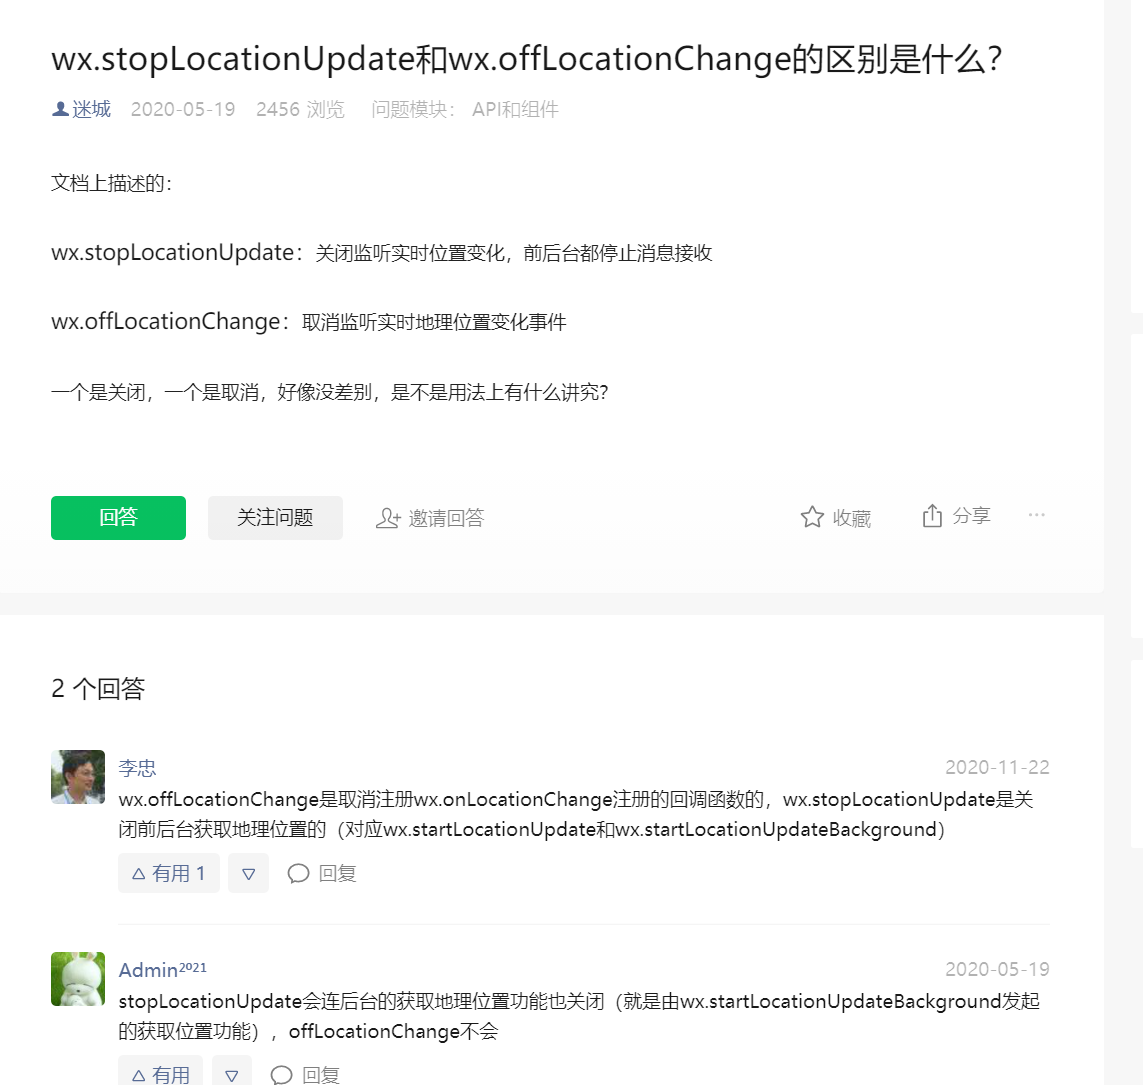 wx.stopLocationUpdate和wx.offLocationChange的区别是什么？
迷城 2020-05-19 2456 浏览 问题模块： API和组件
文档上描述的：
wx.stopLocationUpdate：关闭监听实时位置变化，前后台都停止消息接收
wx.offLocationChange：取消监听实时地理位置变化事件
一个是关闭，一个是取消，好像没差别，是不是用法上有什么讲究？
回答 关注问题 邀请回答 收藏 分享 ···
2 个回答
李忠 2020-11-22
wx.offLocationChange是取消注册wx.onLocationChange注册的回调函数的，wx.stopLocationUpdate是关
闭前后台获取地理位置的（对应wx.startLocationUpdate和wx.startLocationUpdateBackground）
有用 1 回复
Admin²⁰²¹ 2020-05-19
stopLocationUpdate会连后台的获取地理位置功能也关闭（就是由wx.startLocationUpdateBackground发起
的获取位置功能），offLocationChange不会
有用 回复